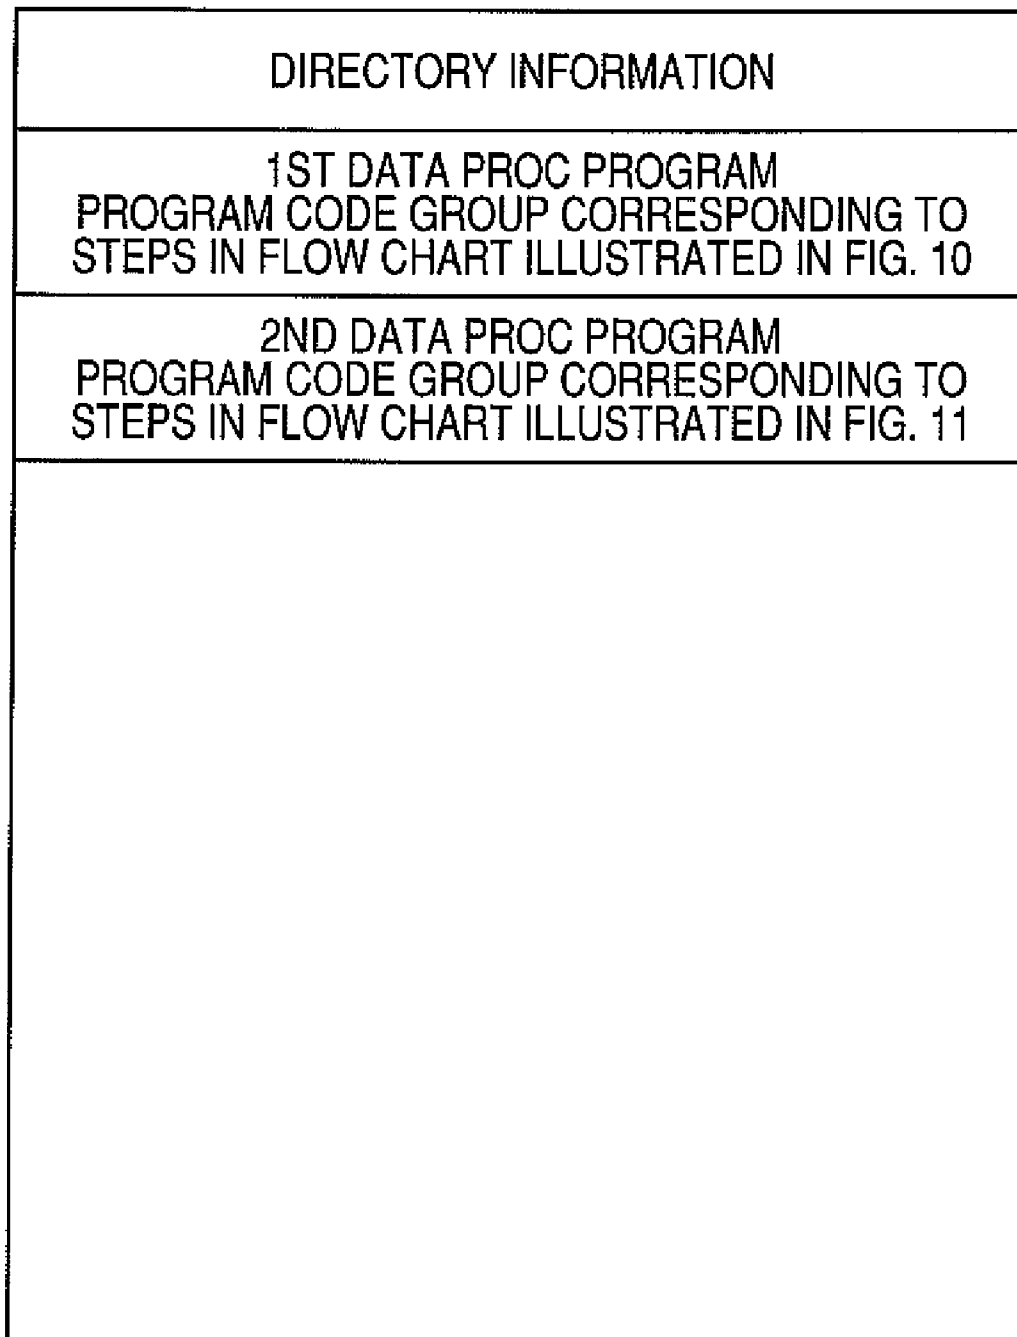 DIRECTORY INFORMATION
1ST DATA PROC PROGRAM
PROGRAM CODE GROUP CORRESPONDING TO
STEPS IN FLOW CHART ILLUSTRATED IN FIG. 10
2ND DATA PROC PROGRAM
PROGRAM CODE GROUP CORRESPONDING TO
STEPS IN FLOW CHART ILLUSTRATED IN FIG. 11